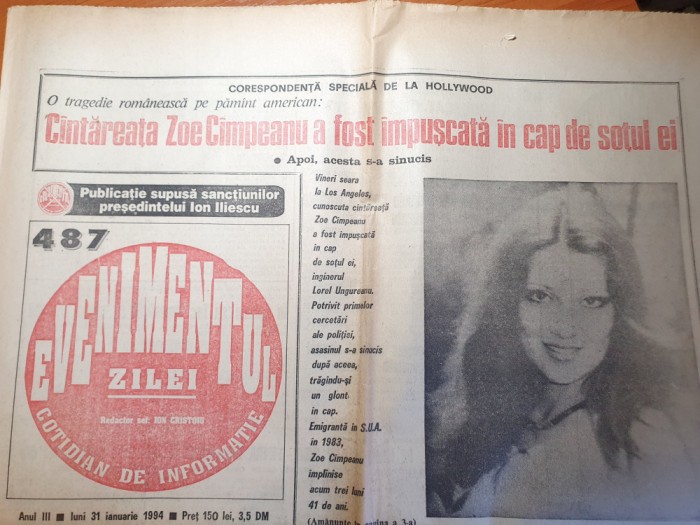 CORESPONDENȚĂ SPECIALĂ DE LA HOLLYWOOD
O tragedie românească pe pămînt american:
Cîntăreața Zoe Cîmpeanu a fost împușcată în cap de soțul ei
● Apoi, acesta s-a sinucis
Publicație supusă sancțiunilor
președintelui Ion Iliescu
487
EVENIMENTUL
ZILEI
Redactor șef: ION CRISTOIU
COTIDIAN DE INFORMAȚIE
Anul III ■ luni 31 ianuarie 1994 ■ Preț 150 lei, 3,5 DM
Vineri seara
la Los Angeles,
cunoscuta cîntăreață
Zoe Cîmpeanu
a fost împușcată
în cap
de soțul ei,
inginerul
Lorel Ungureanu.
Potrivit primelor
cercetări
ale poliției,
asasinul s-a sinucis
după aceea,
trăgîndu-și
un glonț
în cap.
Emigrantă în S.U.A.
în 1983,
Zoe Cîmpeanu
împlinise
acum trei luni
41 de ani.
(Amănunte în pagina a 3-a)